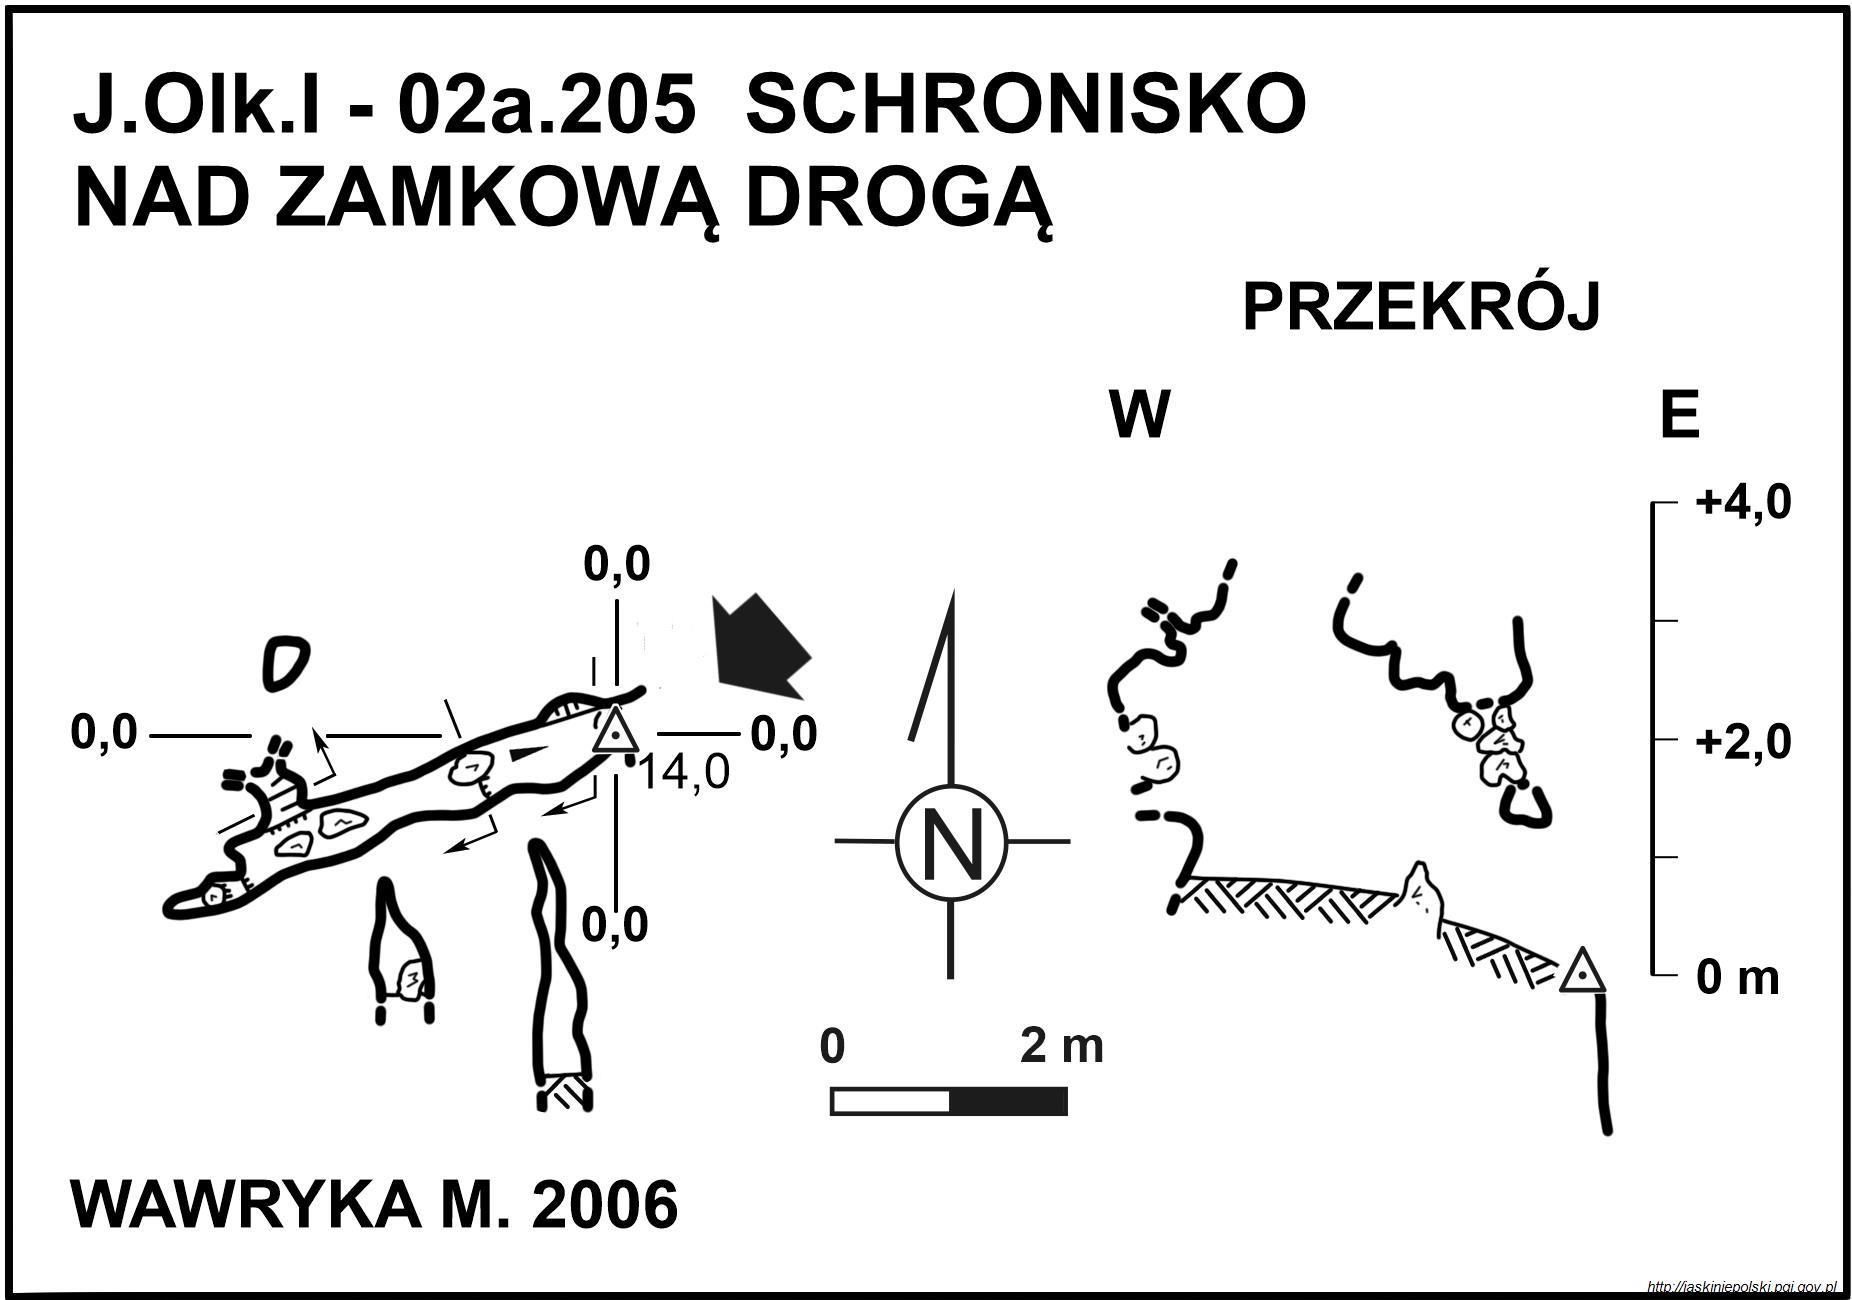 J.Olk.I - 02a.205 SCHRONISKO
NAD ZAMKOWĄ DROGĄ
PRZEKRÓJ
W E
+4,0
0,0
0,0
0,0
14,0
+2,0
N
0,0
0 m
0 2 m
WAWRYKA M. 2006
http://jaskiniepolski.pgi.gov.pl